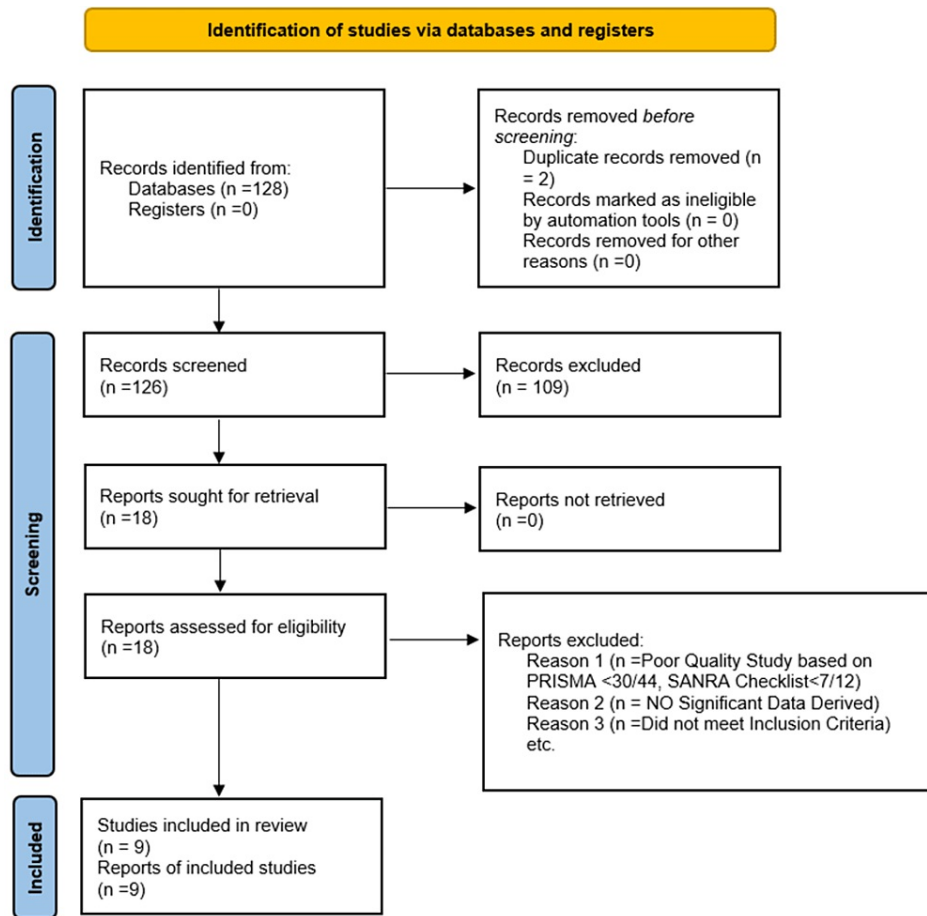 Identification of studies via databases and registers
Identification
Records identified from:
Databases (n =128)
Registers (n =0)
Records removed before
screening:
Duplicate records removed (n
= 2)
Records marked as ineligible
by automation tools (n = 0)
Records removed for other
reasons (n =0)
Screening
Records screened
(n =126)
Records excluded
(n = 109)
Reports sought for retrieval
(n =18)
Reports not retrieved
(n =0)
Reports assessed for eligibility
(n =18)
Reports excluded:
Reason 1 (n =Poor Quality Study based on
PRISMA <30/44, SANRA Checklist<7/12)
Reason 2 (n = NO Significant Data Derived)
Reason 3 (n =Did not meet Inclusion Criteria)
etc.
Included
Studies included in review
(n = 9)
Reports of included studies
(n =9)